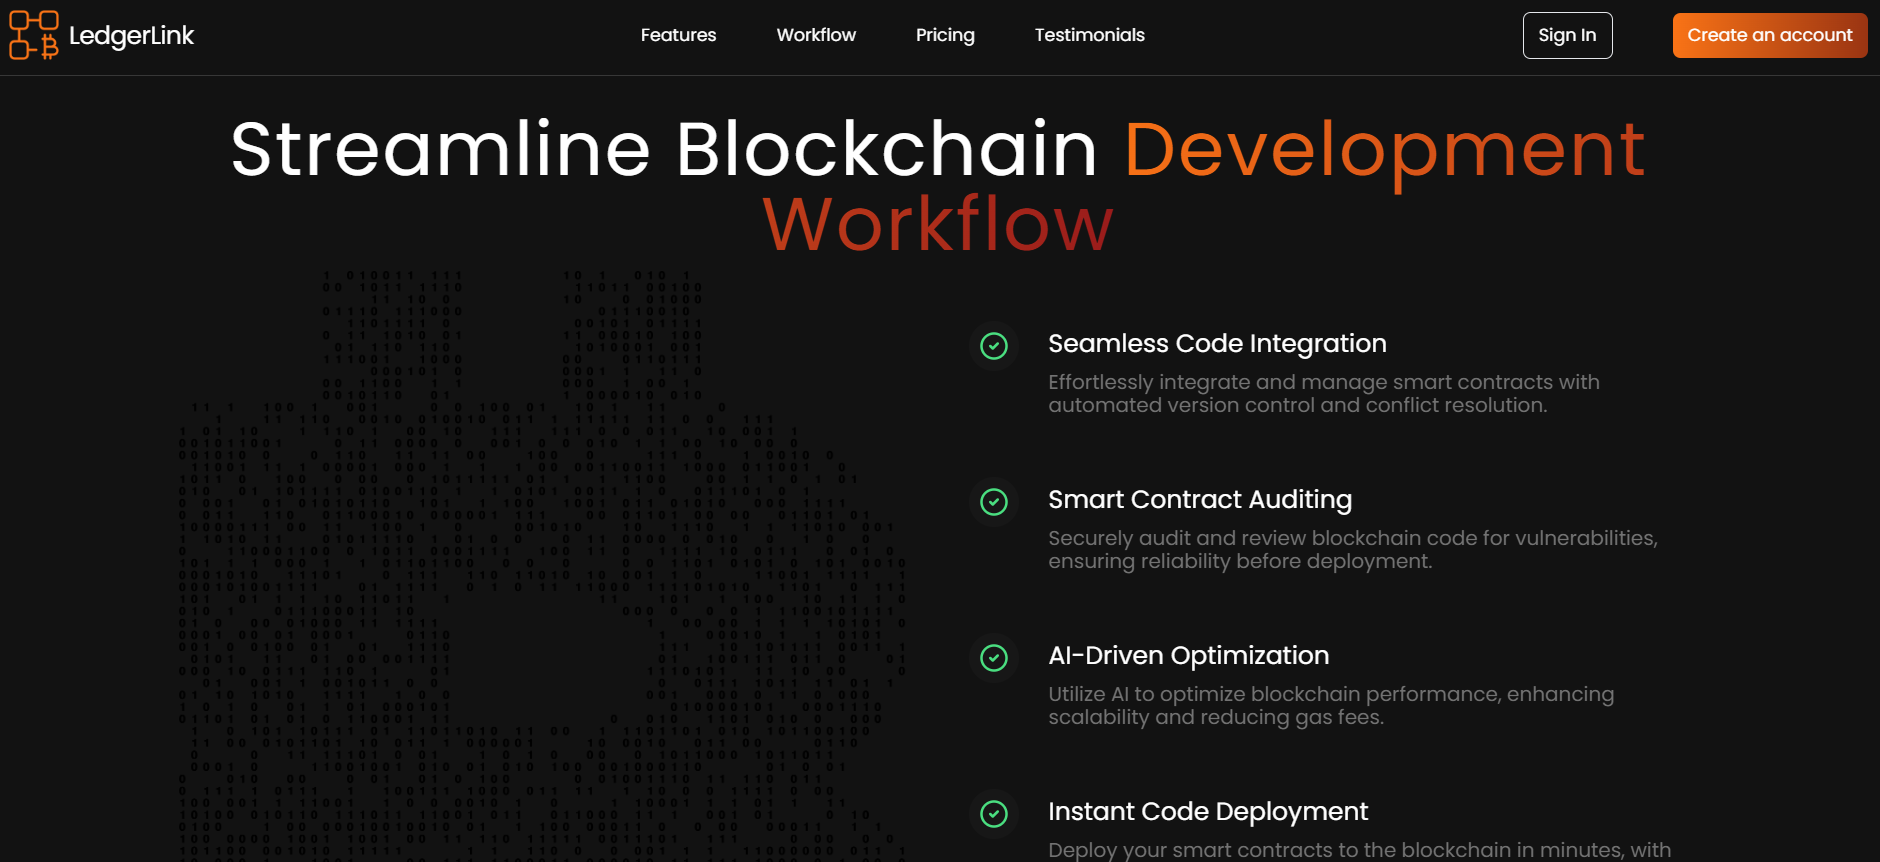 LedgerLink
Features
Workflow
Pricing
Testimonials
Sign In
Create an account
Streamline Blockchain Development
Workflow
Seamless Code Integration
Effortlessly integrate and manage smart contracts with
automated version control and conflict resolution.
Smart Contract Auditing
Securely audit and review blockchain code for vulnerabilities,
ensuring reliability before deployment.
AI-Driven Optimization
Utilize AI to optimize blockchain performance, enhancing
scalability and reducing gas fees.
Instant Code Deployment
Deploy your smart contracts to the blockchain in minutes, with